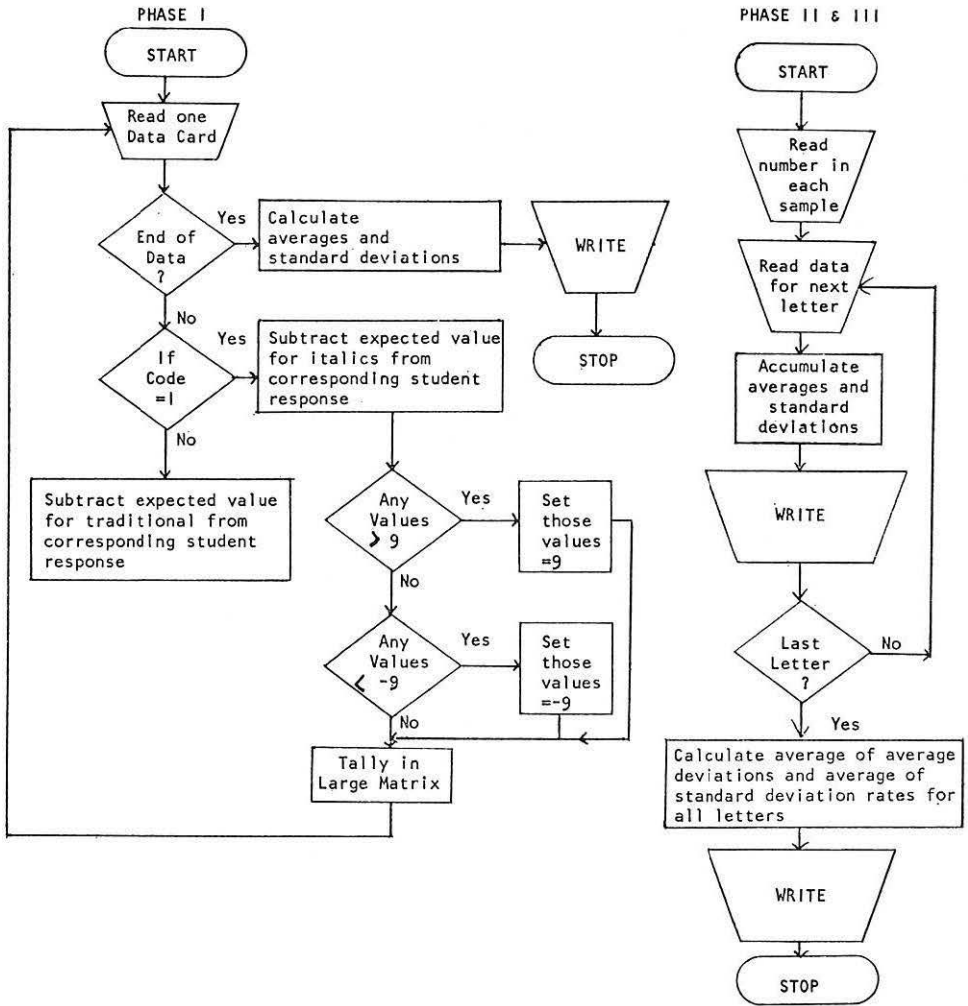 PHASE I
START
Read one
Data Card
End of
Data
?
Yes
Calculate
averages and
standard deviations
WRITE
STOP
No
If
Code
=1
Yes
Subtract expected value
for italics from
corresponding student
response
No
Subtract expected value
for traditional from
corresponding student
response
Any
Values
> 9
Yes
Set
those
values
=9
No
Any
Values
< -9
Yes
Set
those
values
=-9
No
Tally in
Large Matrix
PHASE II & III
START
Read
number in
each
sample
Read data
for next
letter
Accumulate
averages and
standard
deviations
WRITE
Last
Letter
?
No
Yes
Calculate average of average
deviations and average of
standard deviation rates for
all letters
WRITE
STOP